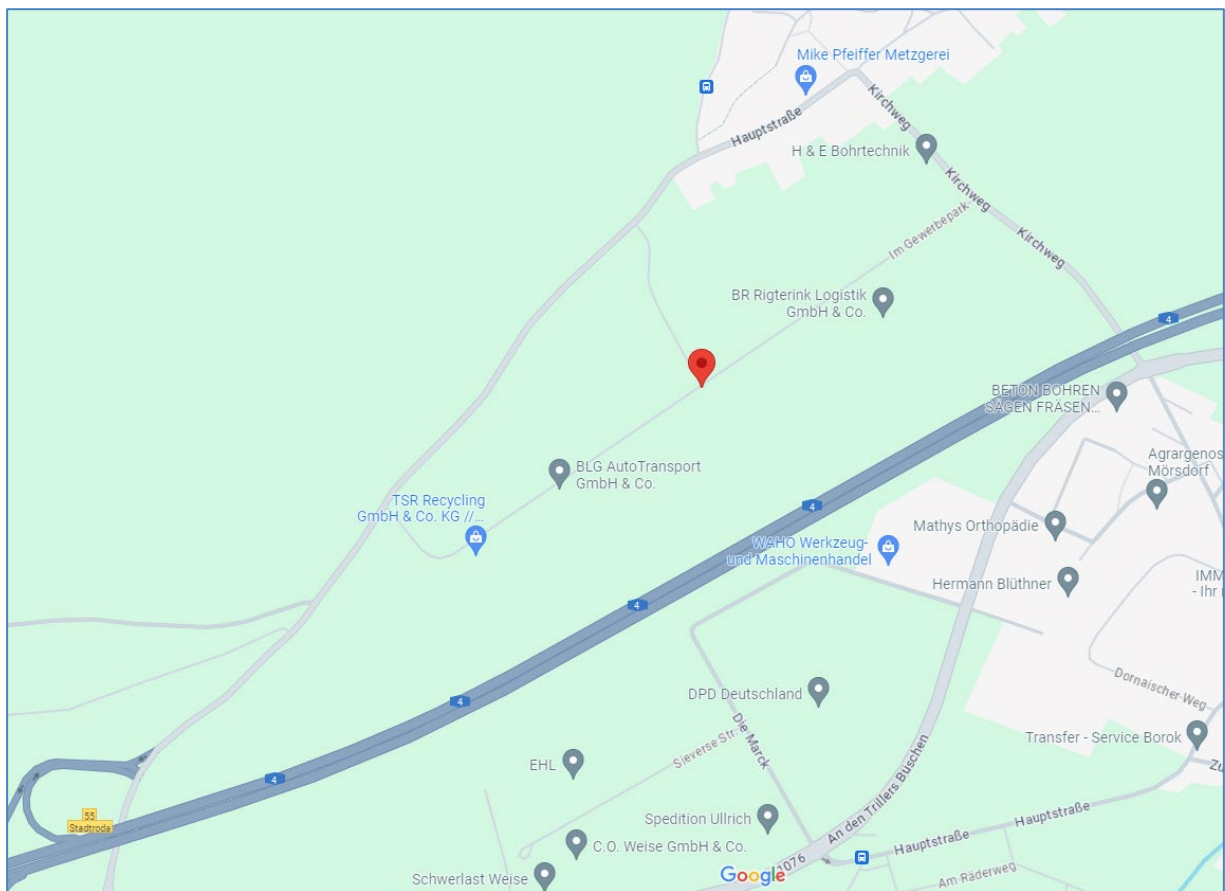 Mike Pfeiffer Metzgerei
Hauptstraße
Kirchweg
H & E Bohrtechnik
Kirchweg
Im Gewerbepark
Kirchweg
BR Rigterink Logistik
GmbH & Co.
4
BETON BOHREN
SÄGEN FRÄSEN...
BLG AutoTransport
GmbH & Co.
Agrargenos
Mörsdorf
TSR Recycling
GmbH & Co. KG //...
4
Mathys Orthopädie
WAHO Werkzeug-
und Maschinenhandel
Hermann Blüthner
IMM
- Ihr
4
Dornaischer Weg
DPD Deutschland
4
Die Marck
Sieverse Str.
Transfer - Service Borok
EHL
4
Zu
An den Trillers Büschen
55
Stadtroda
Spedition Ullrich
Hauptstraße
Hauptstraße
C.O. Weise GmbH & Co.
1076
Google
Schwerlast Weise
Am Räderweg